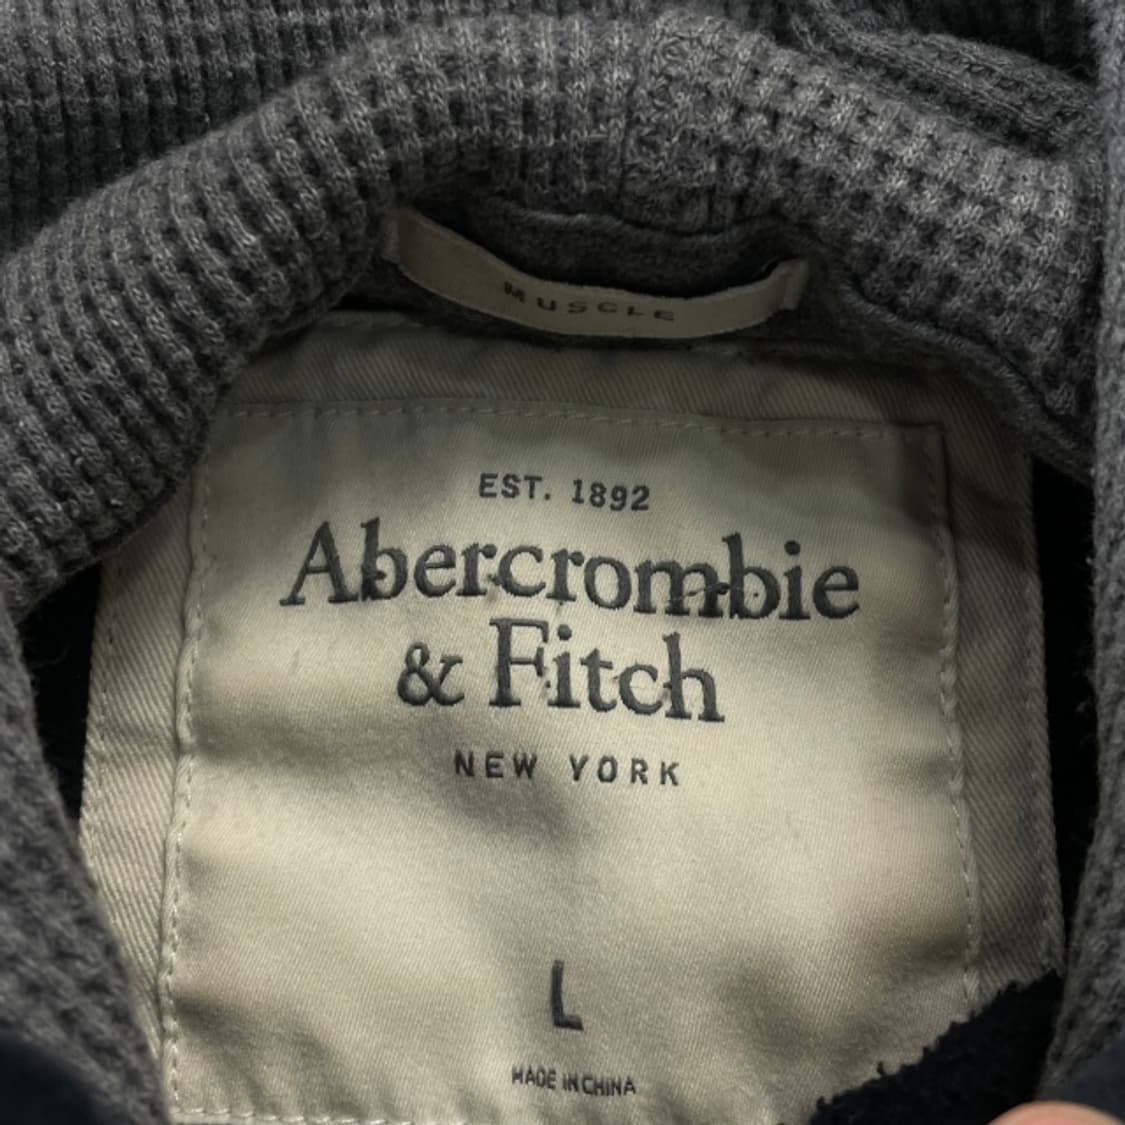 MUSCLE
EST. 1892
Abercrombie
& Fitch
NEW YORK
L
MADE IN CHINA